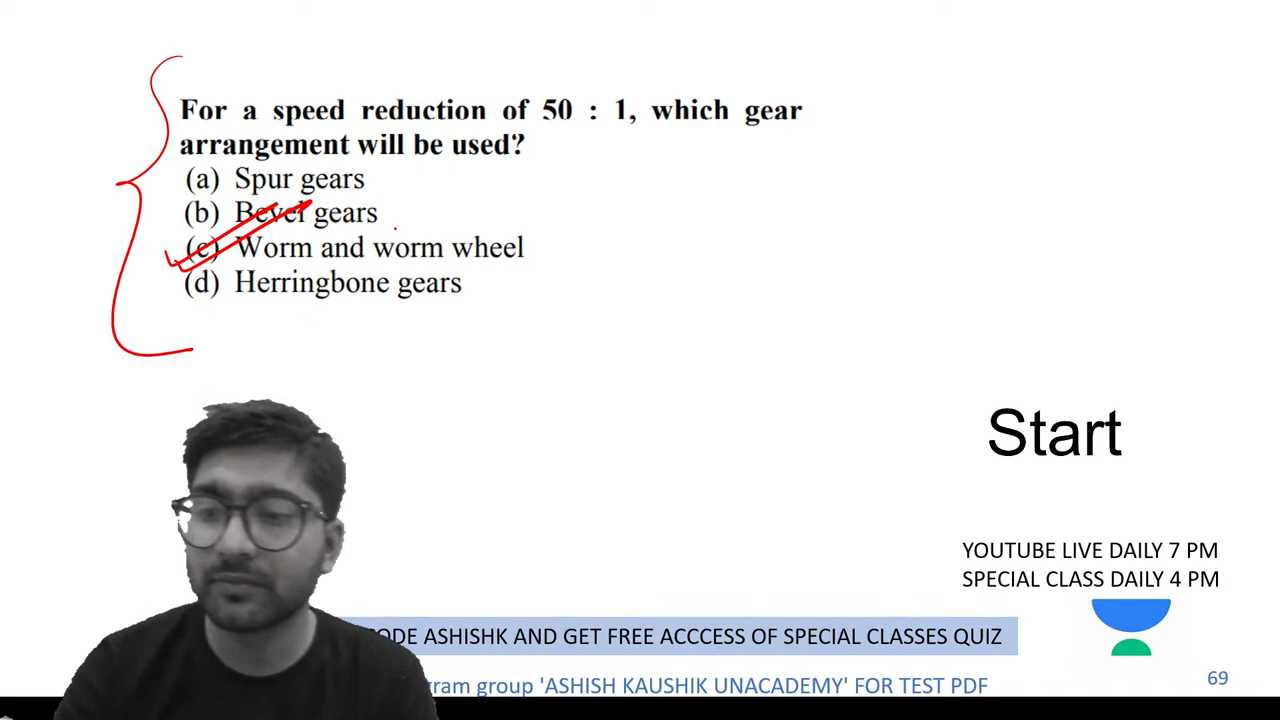 For a speed reduction of 50 : 1, which gear
arrangement will be used?
(a) Spur gears
(b) Bevel gears
(c) Worm and worm wheel
(d) Herringbone gears
Start
YOUTUBE LIVE DAILY 7 PM
SPECIAL CLASS DAILY 4 PM
ASHISHK AND GET FREE ACCCESS OF SPECIAL CLASSES QUIZ
group 'ASHISH KAUSHIK UNACADEMY' FOR TEST PDF
69